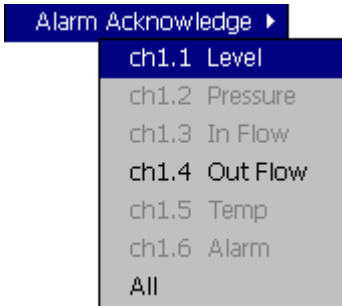 Alarm Acknowledge
ch1.1 Level
ch1.2 Pressure
ch1.3 In Flow
ch1.4 Out Flow
ch1.5 Temp
ch1.6 Alarm
All